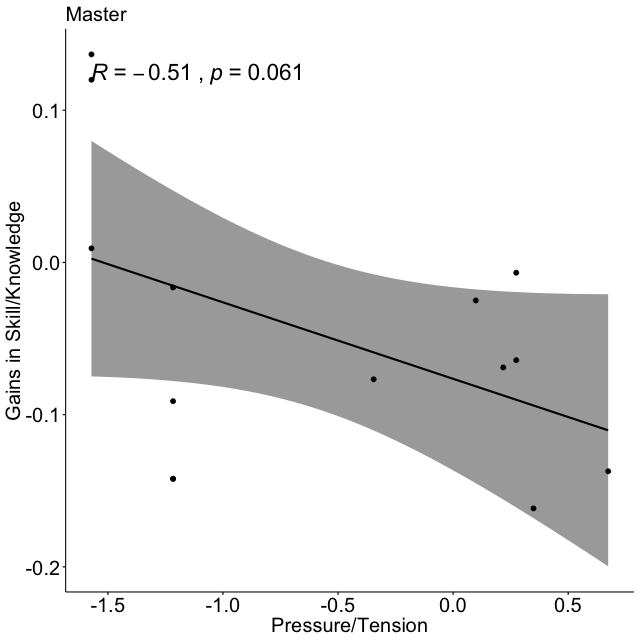 Master
R = −0.51 , p = 0.061
Gains in Skill/Knowledge
0.1
0.0
-0.1
-0.2
-1.5 -1.0 -0.5 0.0 0.5
Pressure/Tension